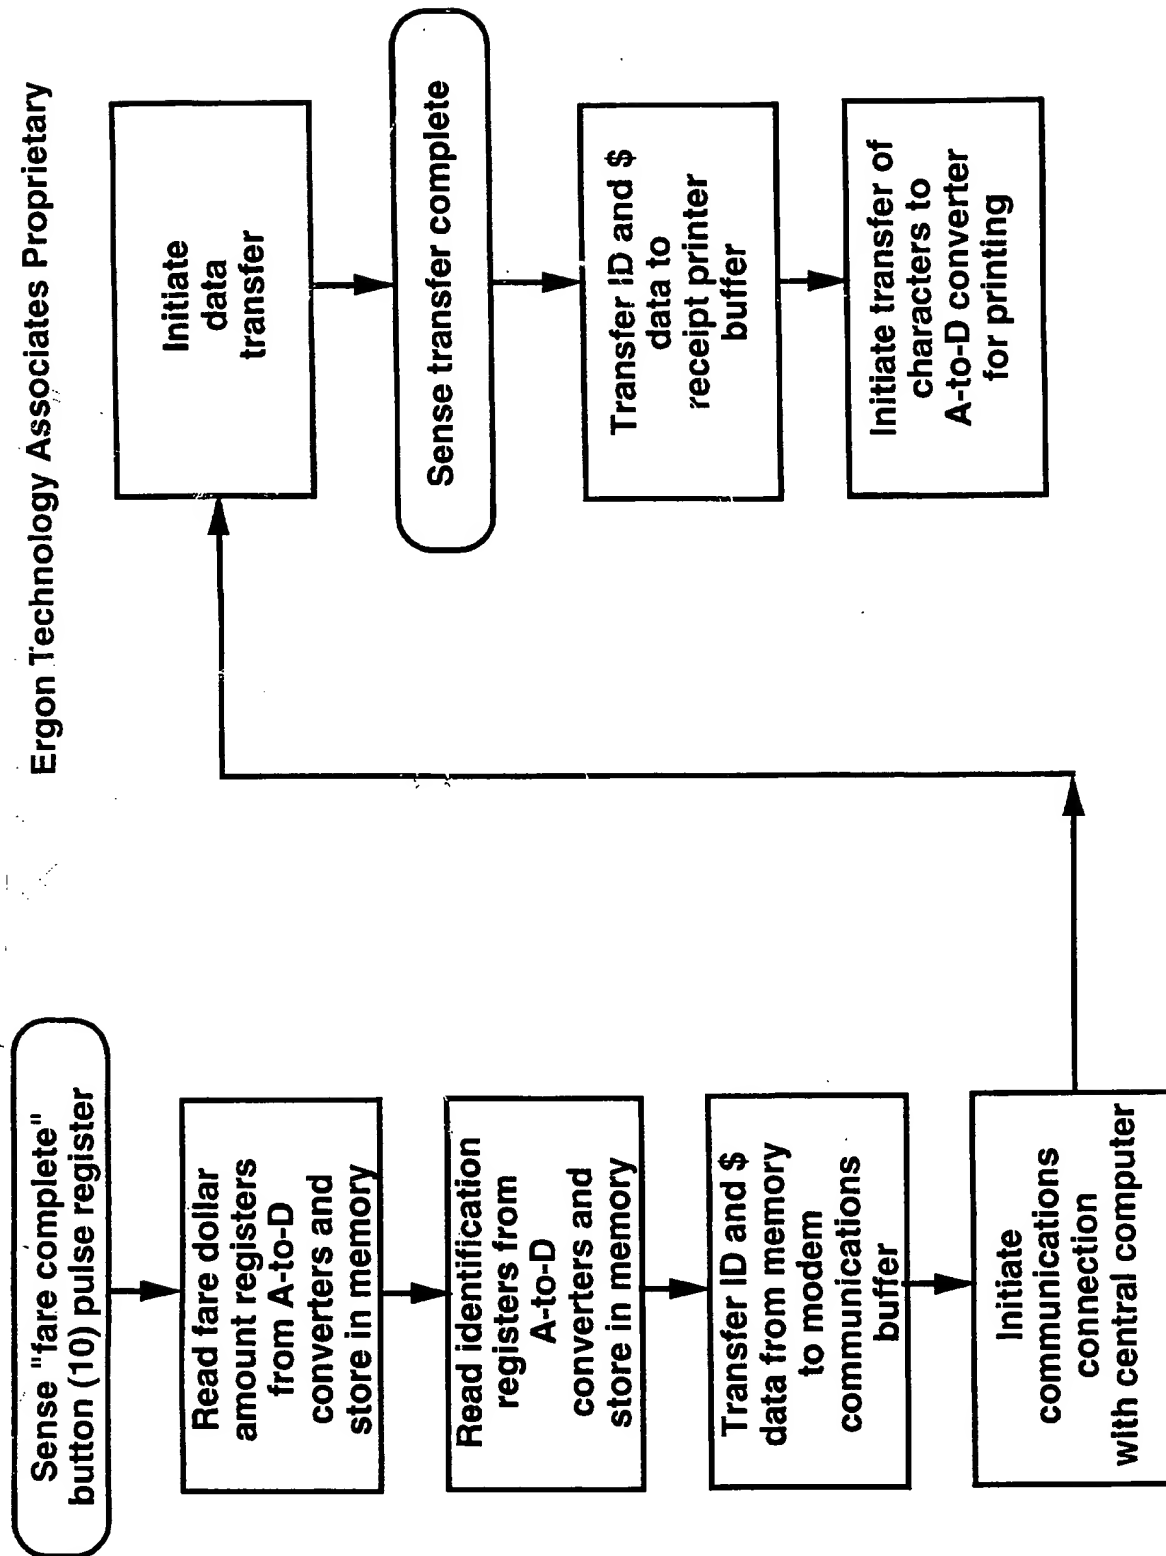 Ergon Technology Associates Proprietary
Sense "fare complete"
button (10) pulse register
Read fare dollar
amount registers
from A-to-D
converters and
store in memory
Read identification
registers from
A-to-D
converters and
store in memory
Transfer ID and $
data from memory
to modem
communications
buffer
Initiate
communications
connection
with central computer
Initiate
data
transfer
Sense transfer complete
Transfer ID and $
data to
receipt printer
buffer
Initiate transfer of
characters to
A-to-D converter
for printing